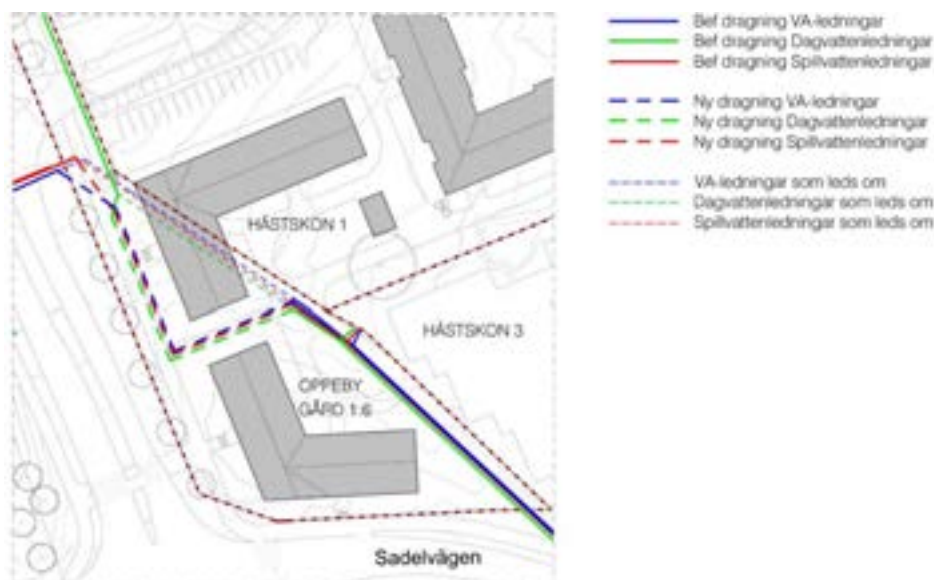 Bef dragning VA-ledningar
Bef dragning Dagvattenledningar
Bef dragning Spillvattenledningar
Ny dragning VA-ledningar
Ny dragning Dagvattenledningar
Ny dragning Spillvattenledningar
VA-ledningar som leds om
Dagvattenledningar som leds om
Spillvattenledningar som leds om
HÄSTSKON 1
HÄSTSKON 3
OPPEBY
GÅRD 1:6
Sadelvägen